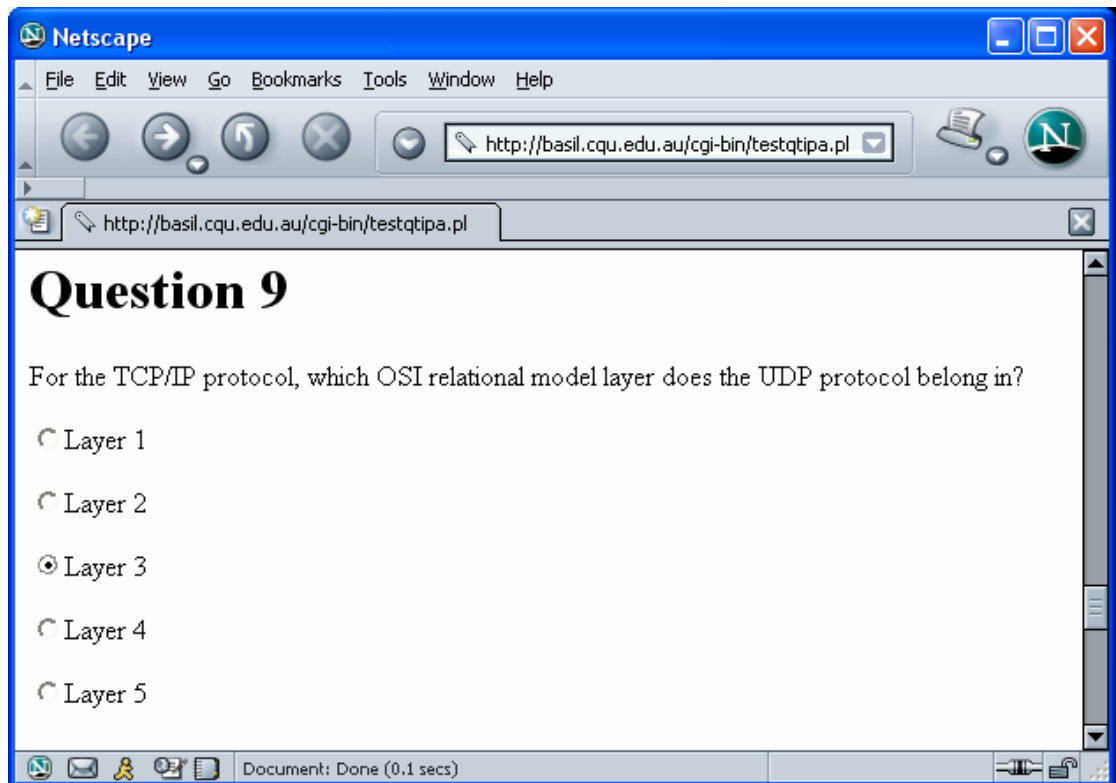 Netscape
File Edit View Go Bookmarks Tools Window Help
http://basil.cqu.edu.au/cgi-bin/testqtipa.pl
N
http://basil.cqu.edu.au/cgi-bin/testqtipa.pl
Question 9
For the TCP/IP protocol, which OSI relational model layer does the UDP protocol belong in?
Layer 1
Layer 2
Layer 3
Layer 4
Layer 5
Document: Done (0.1 secs)